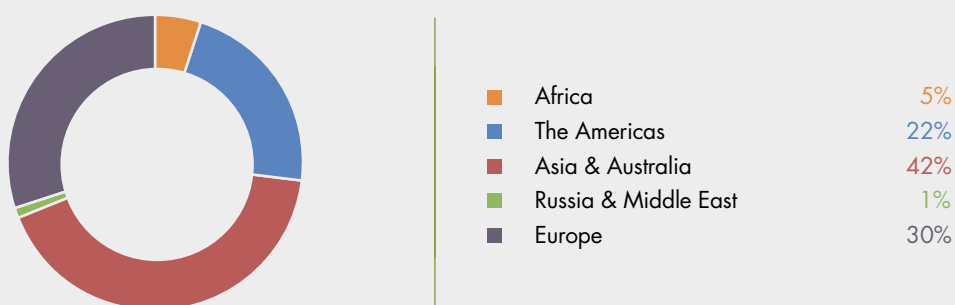 Africa 5%
The Americas 22%
Asia & Australia 42%
Russia & Middle East 1%
Europe 30%